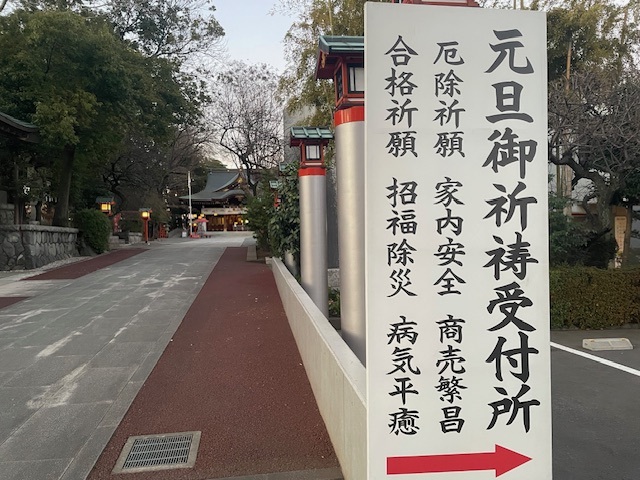 元旦御祈祷受付所
厄除祈願 家内安全 商売繁昌
合格祈願 招福除災 病気平癒